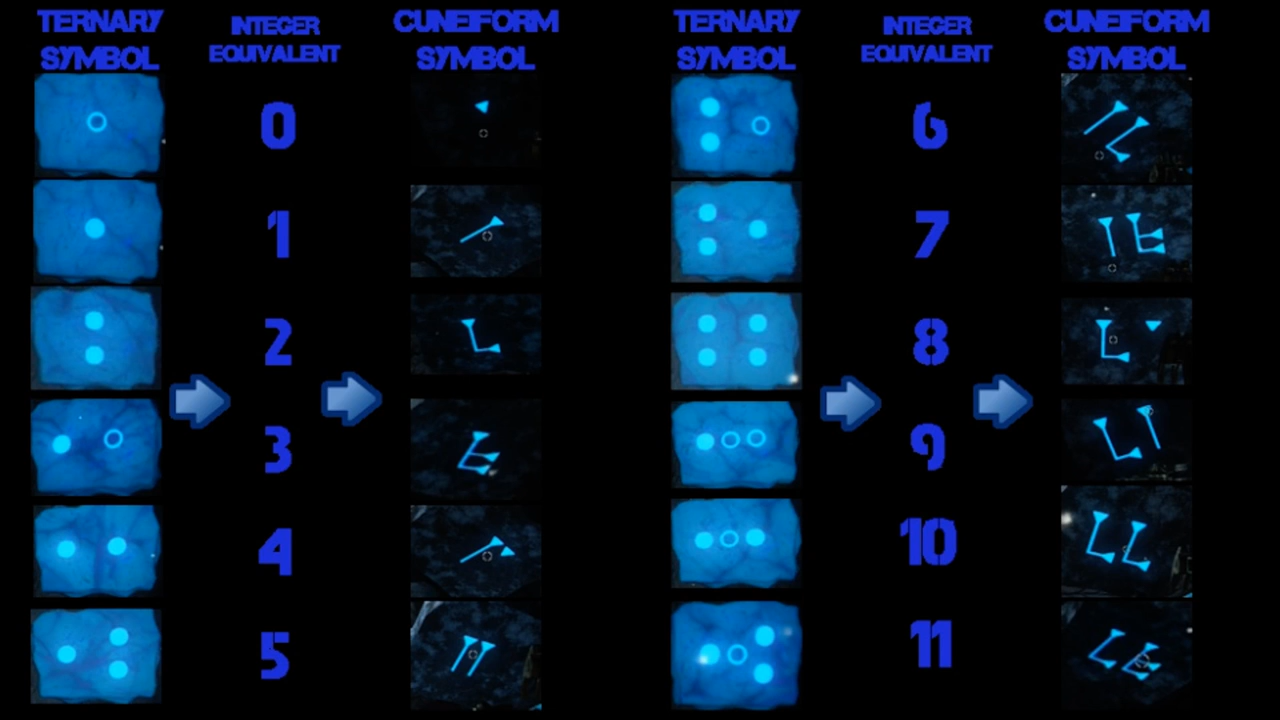 TERNARY SYMBOL
INTEGER EQUIVALENT
CUNEIFORM SYMBOL
TERNARY SYMBOL
INTEGER EQUIVALENT
CUNEIFORM SYMBOL
0
6
1
7
2
8
3
9
4
10
5
11